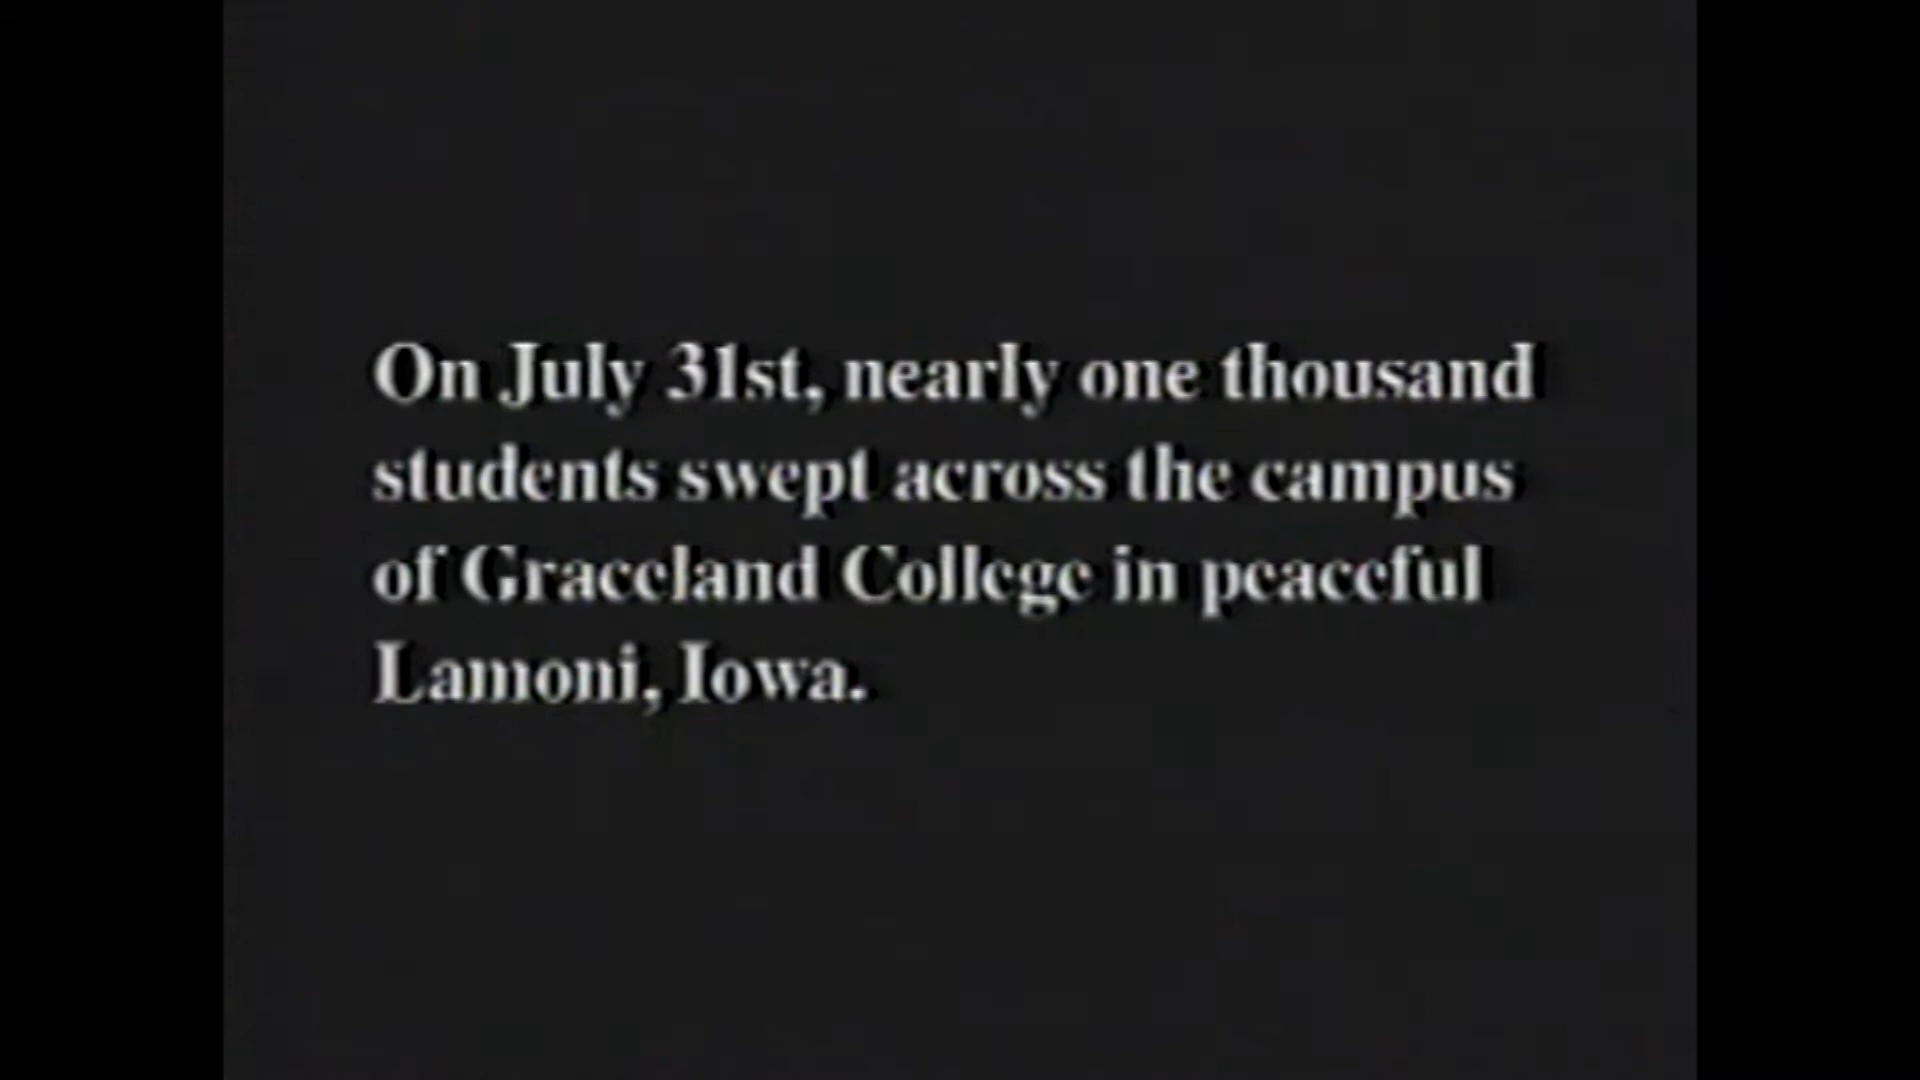 On July 31st, nearly one thousand
students swept across the campus
of Graceland College in peaceful
Lamoni, Iowa.